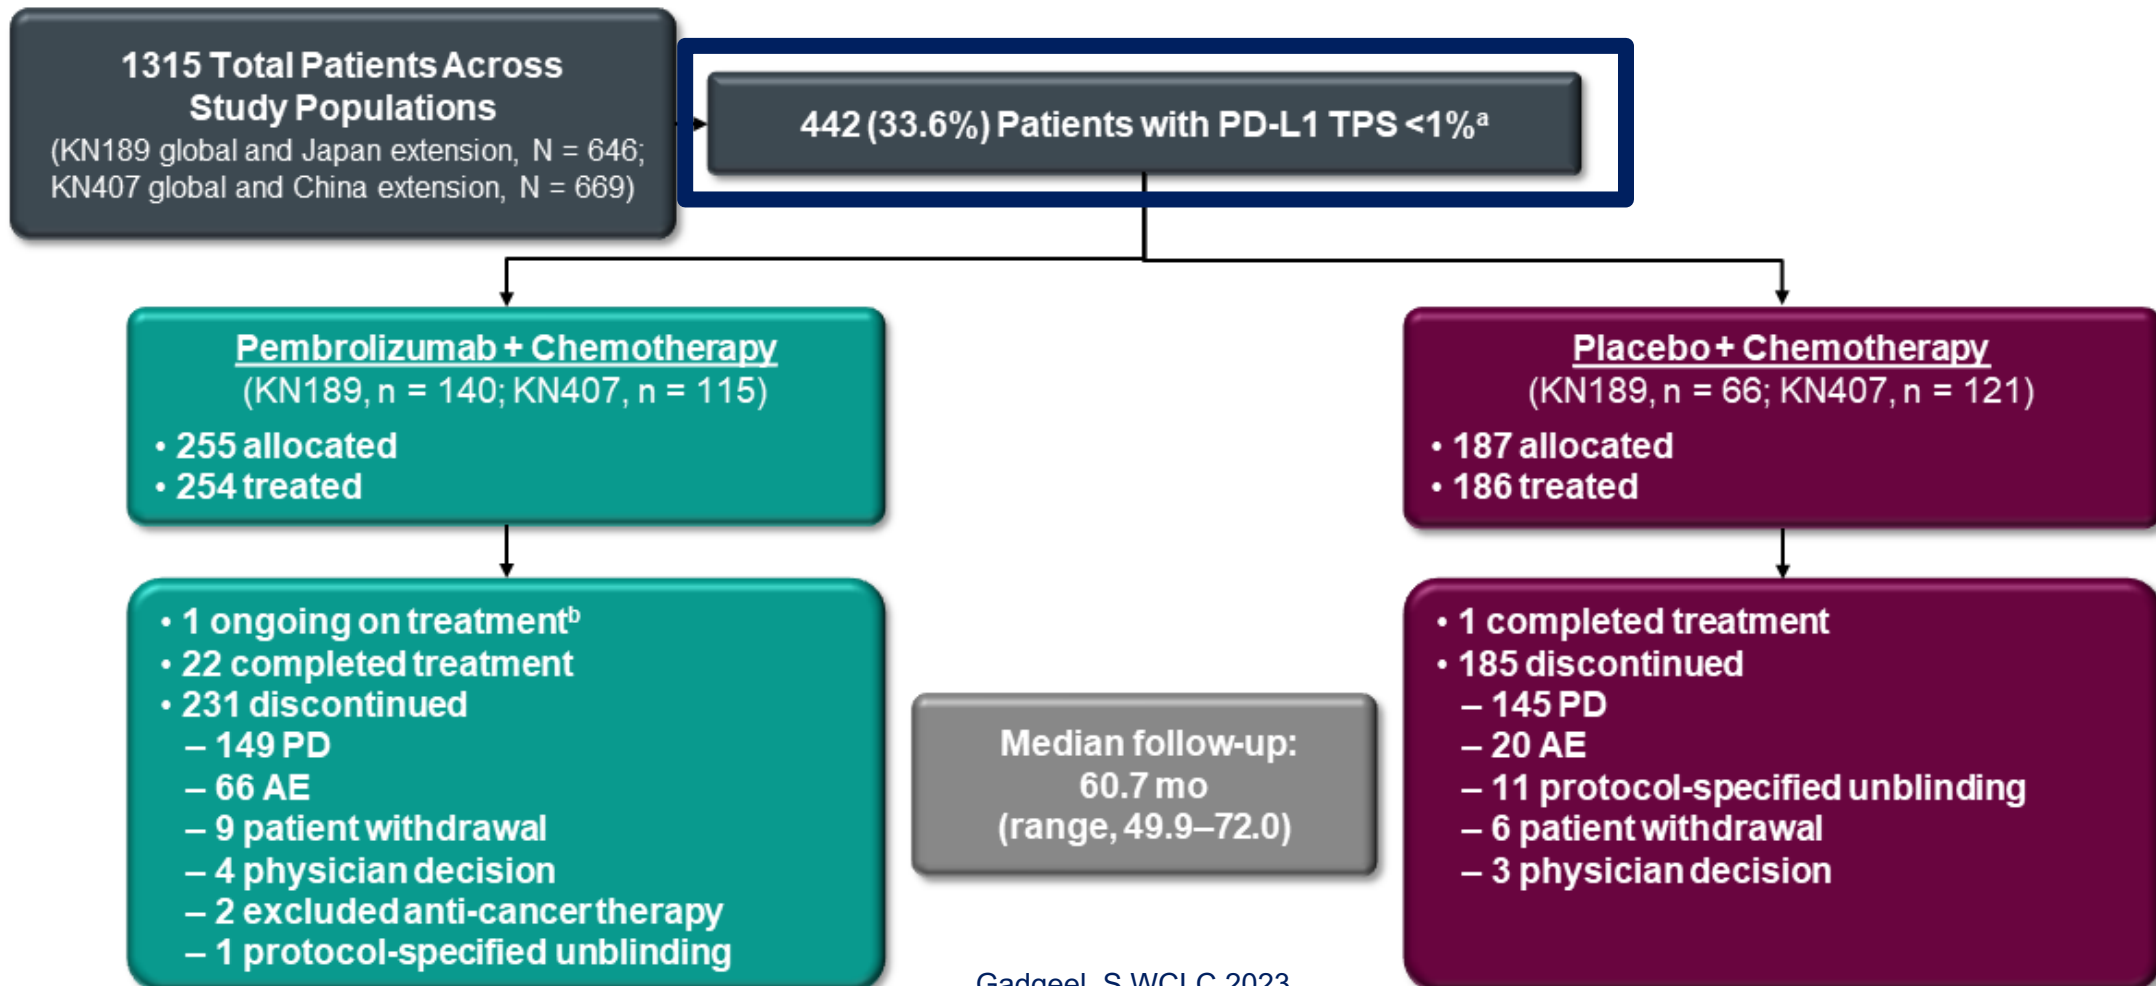 1315 Total Patients Across
Study Populations
(KN189 global and Japan extension, N = 646;
KN407 global and China extension, N = 669)
442 (33.6%) Patients with PD-L1 TPS <1%ᵃ
Pembrolizumab + Chemotherapy
(KN189, n = 140; KN407, n = 115)
• 255 allocated
• 254 treated
Placebo + Chemotherapy
(KN189, n = 66; KN407, n = 121)
• 187 allocated
• 186 treated
• 1 ongoing on treatmentᵇ
• 22 completed treatment
• 231 discontinued
– 149 PD
– 66 AE
– 9 patient withdrawal
– 4 physician decision
– 2 excluded anti-cancer therapy
– 1 protocol-specified unblinding
Median follow-up:
60.7 mo
(range, 49.9–72.0)
• 1 completed treatment
• 185 discontinued
– 145 PD
– 20 AE
– 11 protocol-specified unblinding
– 6 patient withdrawal
– 3 physician decision
Gadgeel, S WCLC 2023